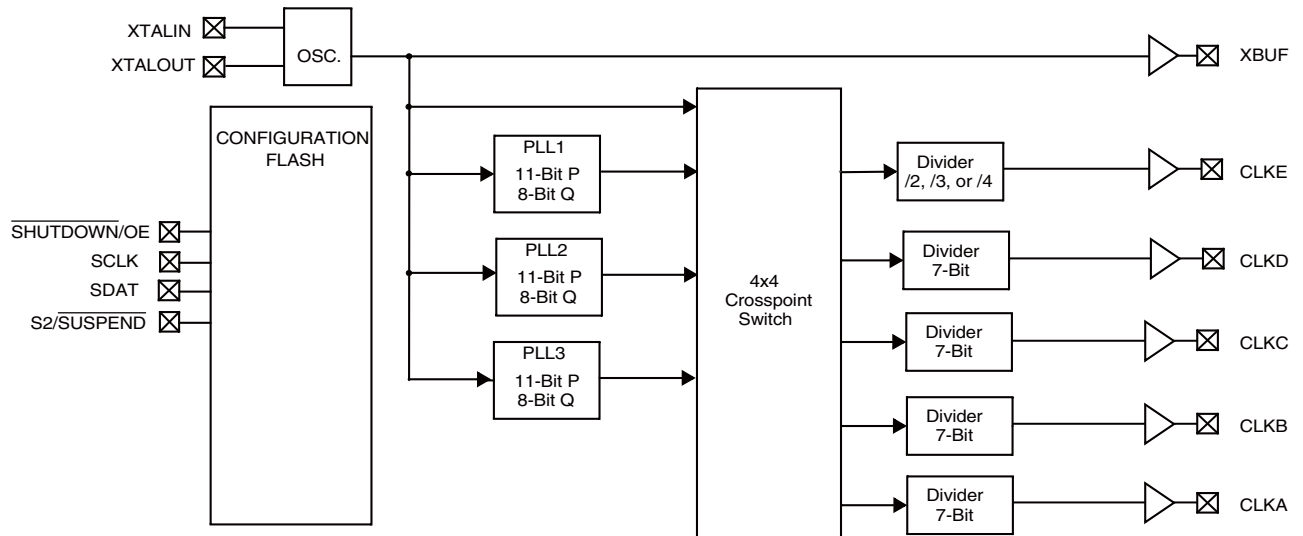 XTALIN
XTALOUT
OSC.
XBUF
CONFIGURATION
FLASH
SHUTDOWN/OE
SCLK
SDAT
S2/SUSPEND
PLL1
11-Bit P
8-Bit Q
PLL2
11-Bit P
8-Bit Q
PLL3
11-Bit P
8-Bit Q
4x4
Crosspoint
Switch
Divider
/2, /3, or /4
CLKE
Divider
7-Bit
CLKD
Divider
7-Bit
CLKC
Divider
7-Bit
CLKB
Divider
7-Bit
CLKA